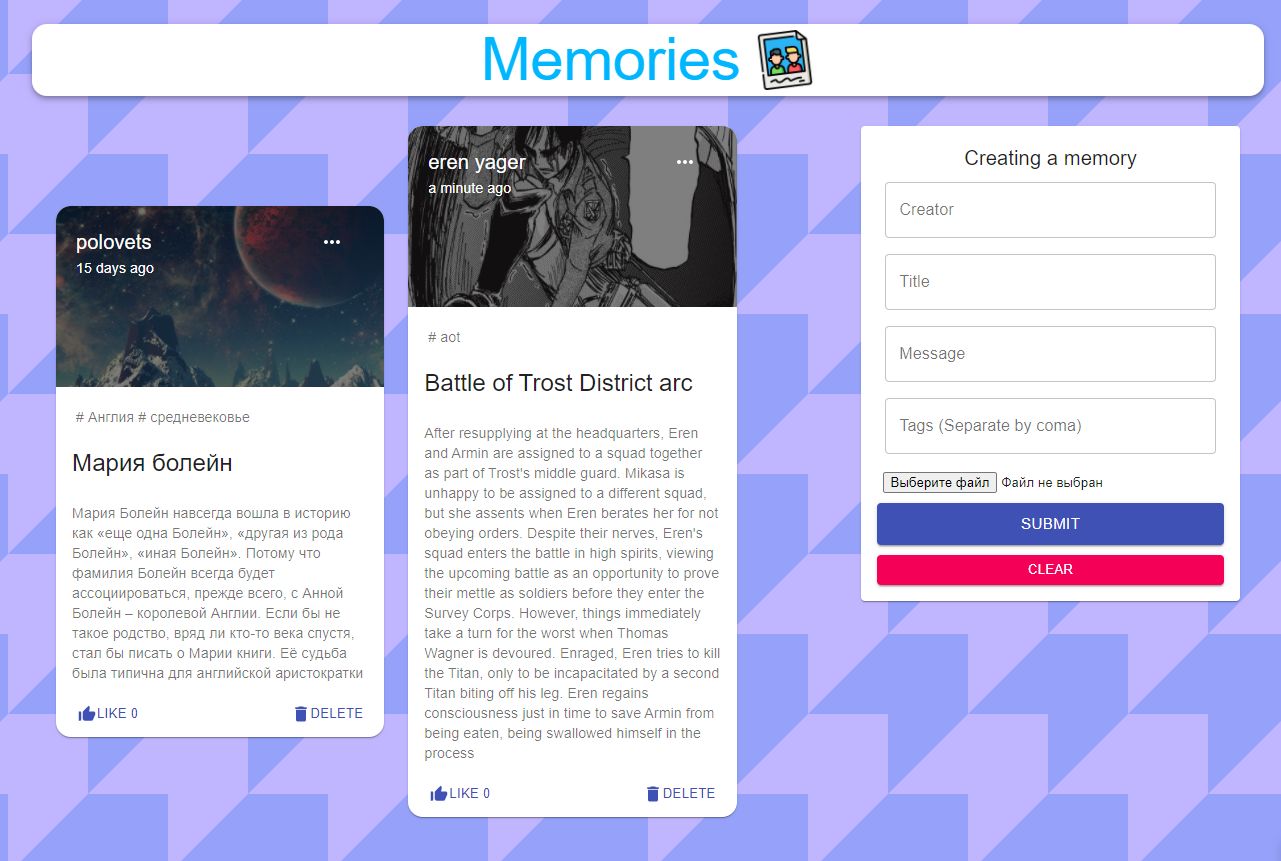 Memories
polovets
15 days ago
# Англия # средневековье
Мария болейн
Мария Болейн навсегда вошла в историю
как «еще одна Болейн», «другая из рода
Болейн», «иная Болейн». Потому что
фамилия Болейн всегда будет
ассоциироваться, прежде всего, с Анной
Болейн – королевой Англии. Если бы не
такое родство, вряд ли кто-то века спустя,
стал бы писать о Марии книги. Её судьба
была типична для английской аристократки
LIKE 0
DELETE
eren yager
a minute ago
# aot
Battle of Trost District arc
After resupplying at the headquarters, Eren
and Armin are assigned to a squad together
as part of Trost's middle guard. Mikasa is
unhappy to be assigned to a different squad,
but she assents when Eren berates her for not
obeying orders. Despite their nerves, Eren's
squad enters the battle in high spirits, viewing
the upcoming battle as an opportunity to prove
their mettle as soldiers before they enter the
Survey Corps. However, things immediately
take a turn for the worst when Thomas
Wagner is devoured. Enraged, Eren tries to kill
the Titan, only to be incapacitated by a second
Titan biting off his leg. Eren regains
consciousness just in time to save Armin from
being eaten, being swallowed himself in the
process
LIKE 0
DELETE
Creating a memory
Creator
Title
Message
Tags (Separate by coma)
Выберите файл Файл не выбран
SUBMIT
CLEAR